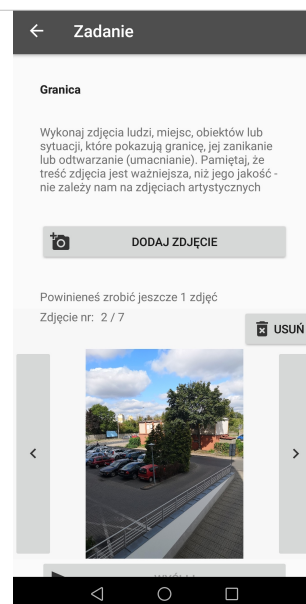 Zadanie
Granica
Wykonaj zdjęcia ludzi, miejsc, obiektów lub
sytuacji, które pokazują granicę, jej zanikanie
lub odtwarzanie (umacnianie). Pamiętaj, że
treść zdjęcia jest ważniejsza, niż jego jakość -
nie zależy nam na zdjęciach artystycznych
DODAJ ZDJĘCIE
Powinieneś zrobić jeszcze 1 zdjęć
Zdjęcie nr: 2 / 7
USUŃ